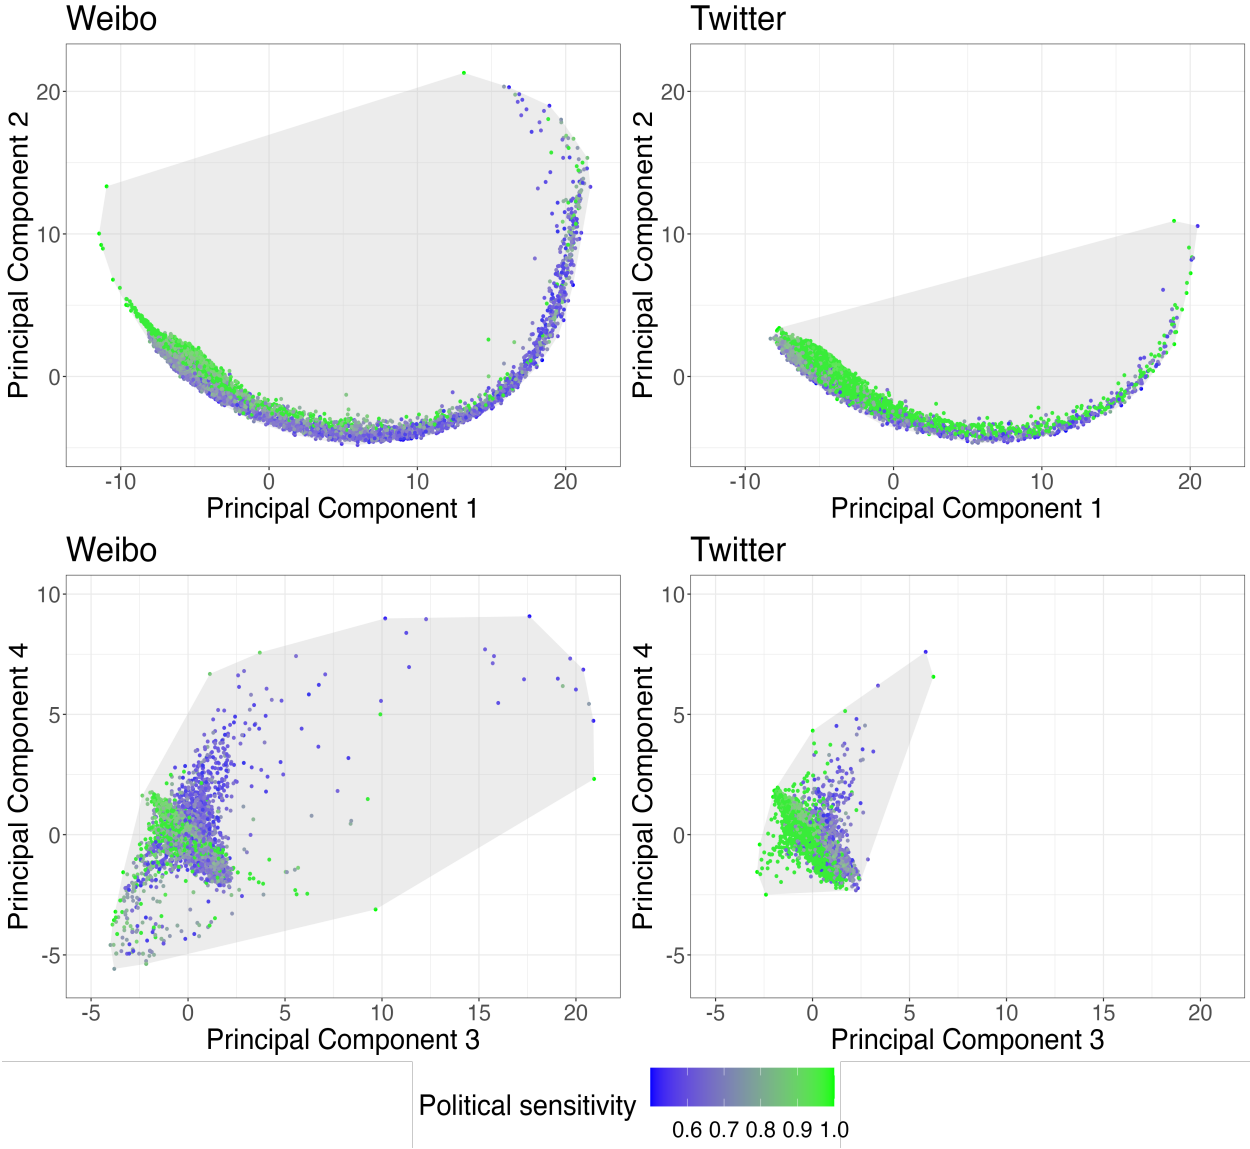 Weibo
Twitter
Principal Component 2
20
10
0
-10 0 10 20
Principal Component 1
Principal Component 2
20
10
0
-10 0 10 20
Principal Component 1
Weibo
Twitter
Principal Component 4
10
5
0
-5
-5 0 5 10 15 20
Principal Component 3
Principal Component 4
10
5
0
-5
-5 0 5 10 15 20
Principal Component 3
Political sensitivity
0.6 0.7 0.8 0.9 1.0